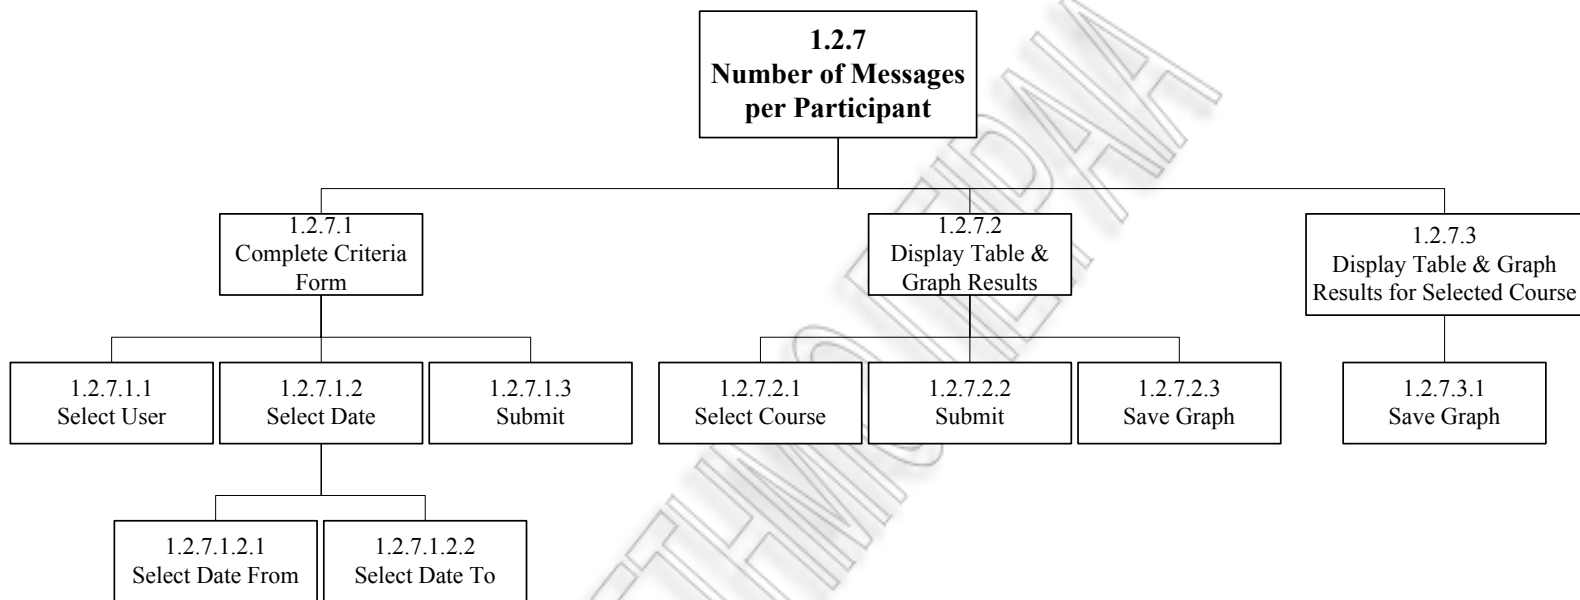 1.2.7
Number of Messages
per Participant
1.2.7.1
Complete Criteria
Form
1.2.7.2
Display Table &
Graph Results
1.2.7.3
Display Table & Graph
Results for Selected Course
1.2.7.1.1
Select User
1.2.7.1.2
Select Date
1.2.7.1.3
Submit
1.2.7.2.1
Select Course
1.2.7.2.2
Submit
1.2.7.2.3
Save Graph
1.2.7.3.1
Save Graph
1.2.7.1.2.1
Select Date From
1.2.7.1.2.2
Select Date To